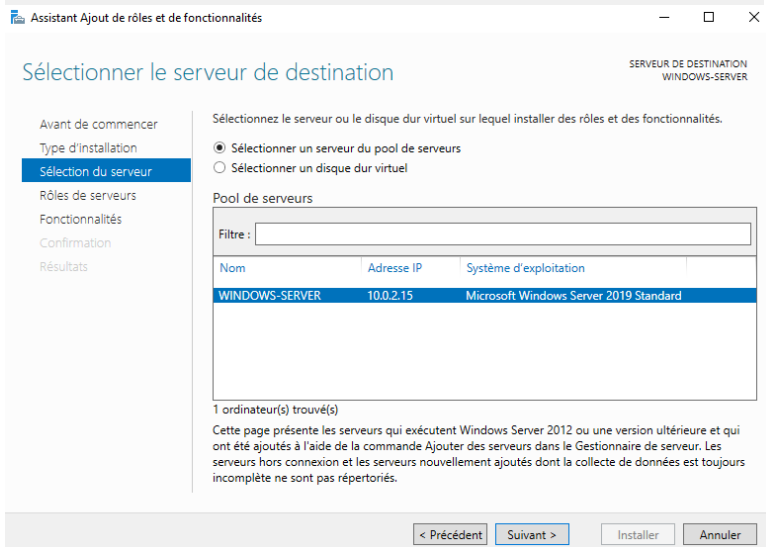 Assistant Ajout de rôles et de fonctionnalités
Sélectionner le serveur de destination
SERVEUR DE DESTINATION
WINDOWS-SERVER
Avant de commencer
Type d'installation
Sélection du serveur
Rôles de serveurs
Fonctionnalités
Confirmation
Résultats
Sélectionnez le serveur ou le disque dur virtuel sur lequel installer des rôles et des fonctionnalités.
Sélectionner un serveur du pool de serveurs
Sélectionner un disque dur virtuel
Pool de serveurs
Filtre :
Nom Adresse IP Système d'exploitation
WINDOWS-SERVER 10.0.2.15 Microsoft Windows Server 2019 Standard
1 ordinateur(s) trouvé(s)
Cette page présente les serveurs qui exécutent Windows Server 2012 ou une version ultérieure et qui
ont été ajoutés à l'aide de la commande Ajouter des serveurs dans le Gestionnaire de serveur. Les
serveurs hors connexion et les serveurs nouvellement ajoutés dont la collecte de données est toujours
incomplète ne sont pas répertoriés.
< Précédent Suivant > Installer Annuler